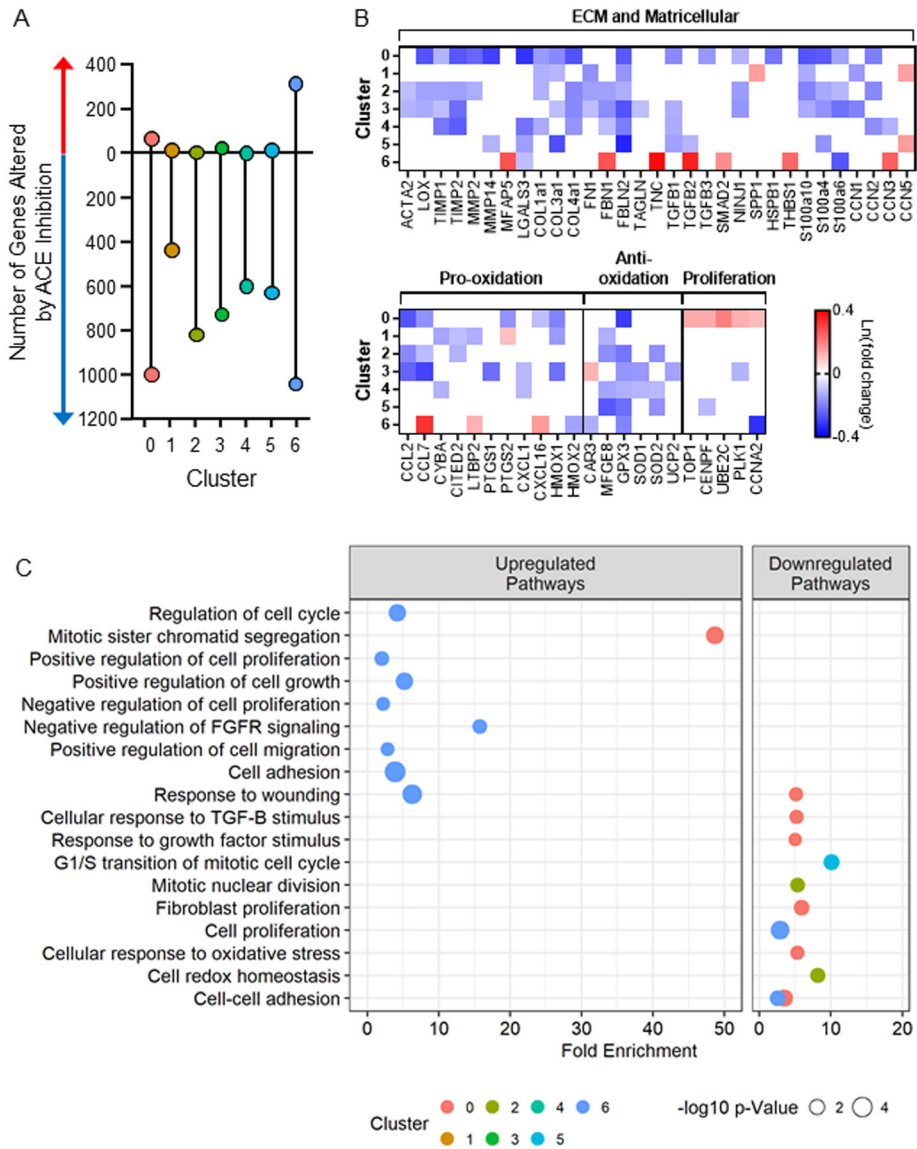 A
Number of Genes Altered
by ACE Inhibition
400
200
0
200
400
600
800
1000
1200
0 1 2 3 4 5 6
Cluster
B
ECM and Matricellular
Cluster
0
1
2
3
4
5
6
ACTA2
LOX
TIMP1
TIMP2
MMP2
MMP14
MFAP5
LGALS3
COL1a1
COL3a1
COL4a1
FN1
FBN1
FBLN2
TAGLN
TNC
TGFB1
TGFB2
TGFB3
SMAD2
NINJ1
SPP1
HSPB1
THBS1
S100a10
S100a4
S100a6
CCN1
CCN2
CCN3
CCN5
Pro-oxidation
Anti-
oxidation
Proliferation
Cluster
0
1
2
3
4
5
6
CCL2
CCL7
CYBA
CITED2
LTBP2
PTGS1
PTGS2
CXCL1
CXCL16
HMOX1
HMOX2
CAR3
MFGE8
GPX3
SOD1
SOD2
UCP2
TOP1
CENPF
UBE2C
PLK1
CCNA2
0.4
0
-0.4
Ln(fold change)
C
Upregulated
Pathways
Downregulated
Pathways
Regulation of cell cycle
Mitotic sister chromatid segregation
Positive regulation of cell proliferation
Positive regulation of cell growth
Negative regulation of cell proliferation
Negative regulation of FGFR signaling
Positive regulation of cell migration
Cell adhesion
Response to wounding
Cellular response to TGF-B stimulus
Response to growth factor stimulus
G1/S transition of mitotic cell cycle
Mitotic nuclear division
Fibroblast proliferation
Cell proliferation
Cellular response to oxidative stress
Cell redox homeostasis
Cell-cell adhesion
0 10 20 30 40 50 0 10 20
Fold Enrichment
Cluster
0 2 4 6
1 3 5
-log10 p-Value 2 4